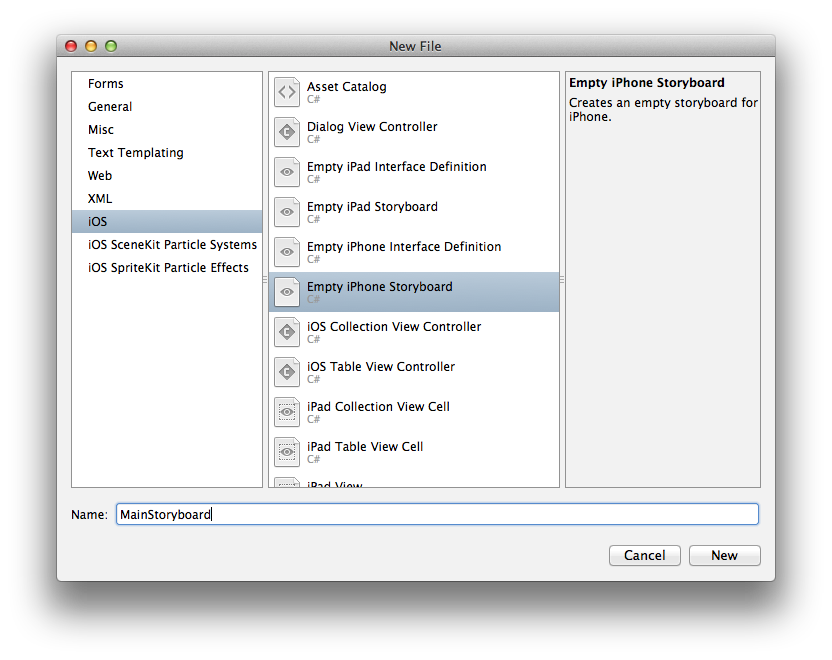 New File
Forms
General
Misc
Text Templating
Web
XML
iOS
iOS SceneKit Particle Systems
iOS SpriteKit Particle Effects
Asset Catalog
C#
Dialog View Controller
C#
Empty iPad Interface Definition
C#
Empty iPad Storyboard
C#
Empty iPhone Interface Definition
C#
Empty iPhone Storyboard
C#
iOS Collection View Controller
C#
iOS Table View Controller
C#
iPad Collection View Cell
C#
iPad Table View Cell
C#
iPad View
Empty iPhone Storyboard
Creates an empty storyboard for
iPhone.
Name: MainStoryboard
Cancel New